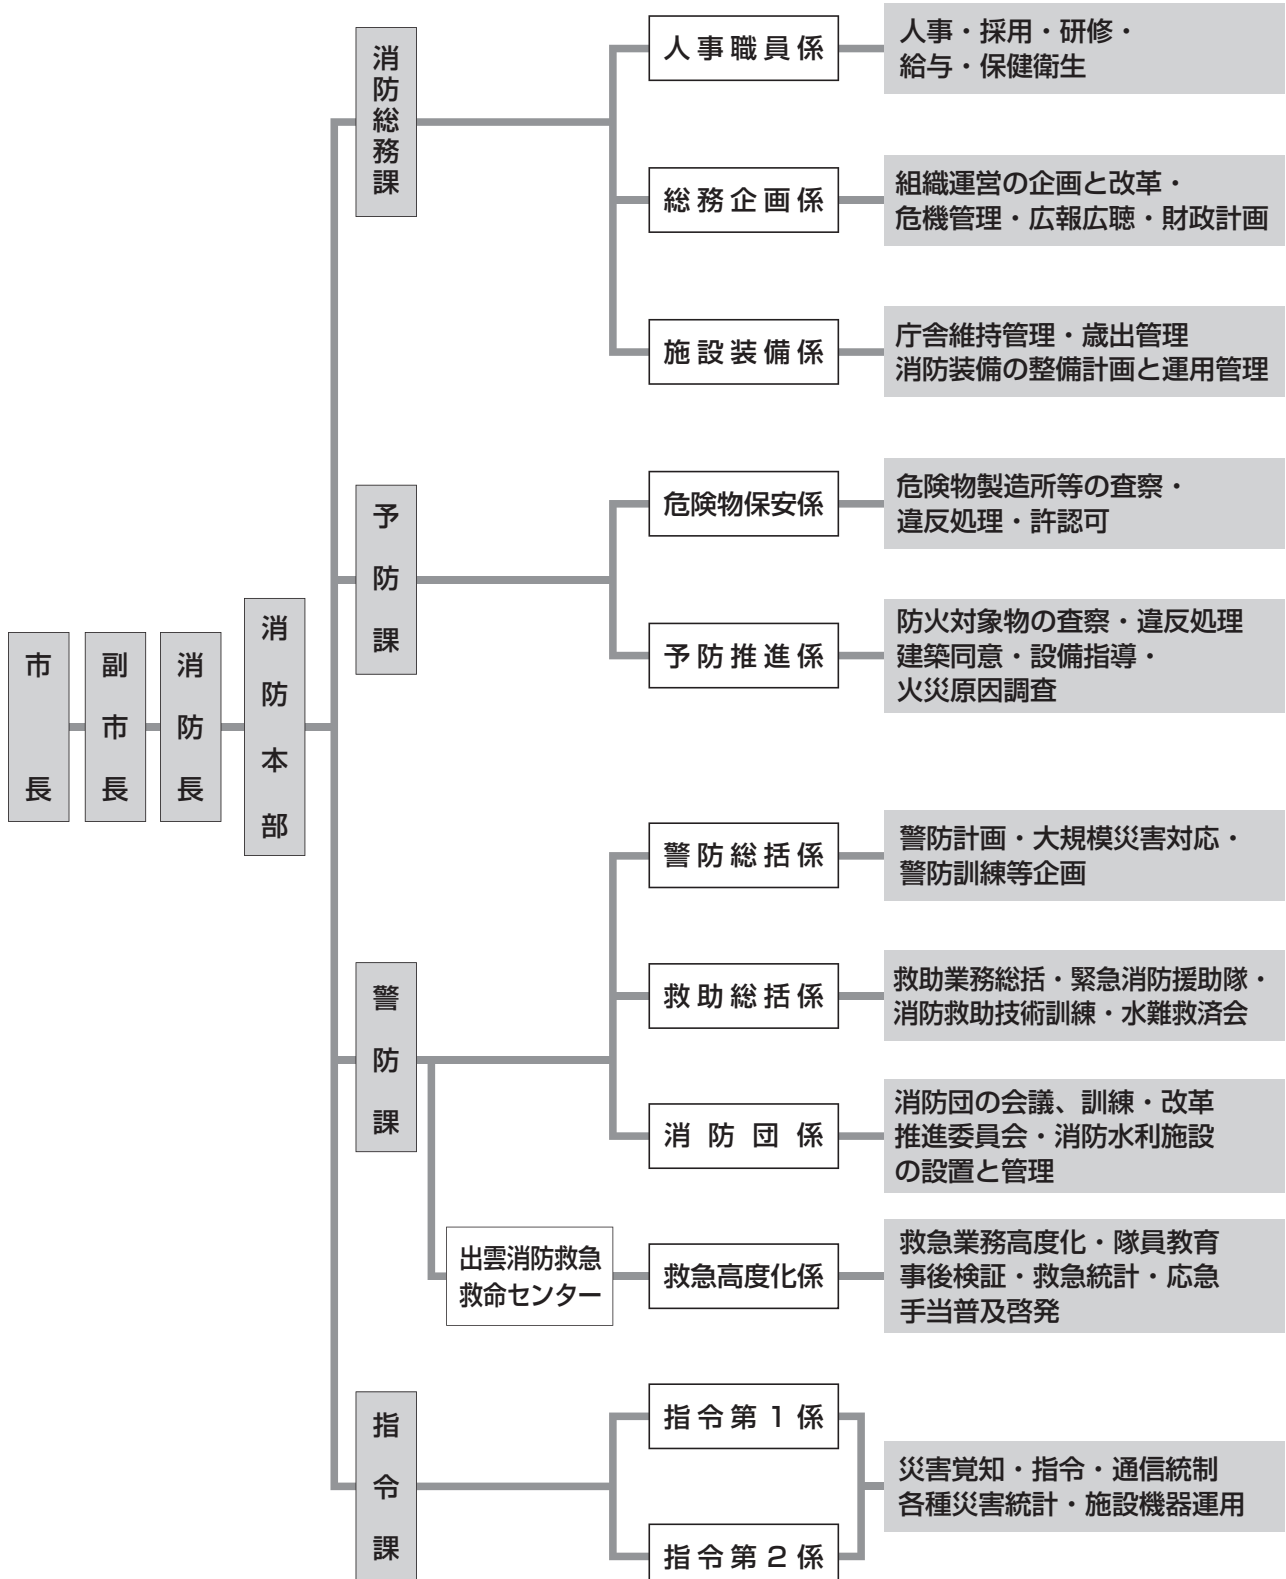 市長
副市長
消防長
消防本部
消防総務課
人事職員係
人事・採用・研修・
給与・保健衛生
総務企画係
組織運営の企画と改革・
危機管理・広報広聴・財政計画
施設装備係
庁舎維持管理・歳出管理
消防装備の整備計画と運用管理
予防課
危険物保安係
危険物製造所等の査察・
違反処理・許認可
予防推進係
防火対象物の査察・違反処理
建築同意・設備指導・
火災原因調査
警防課
警防総括係
警防計画・大規模災害対応・
警防訓練等企画
救助総括係
救助業務総括・緊急消防援助隊・
消防救助技術訓練・水難救済会
消防団係
消防団の会議、訓練・改革
推進委員会・消防水利施設
の設置と管理
出雲消防救急
救命センター
救急高度化係
救急業務高度化・隊員教育
事後検証・救急統計・応急
手当普及啓発
指令課
指令第1係
指令第2係
災害覚知・指令・通信統制
各種災害統計・施設機器運用